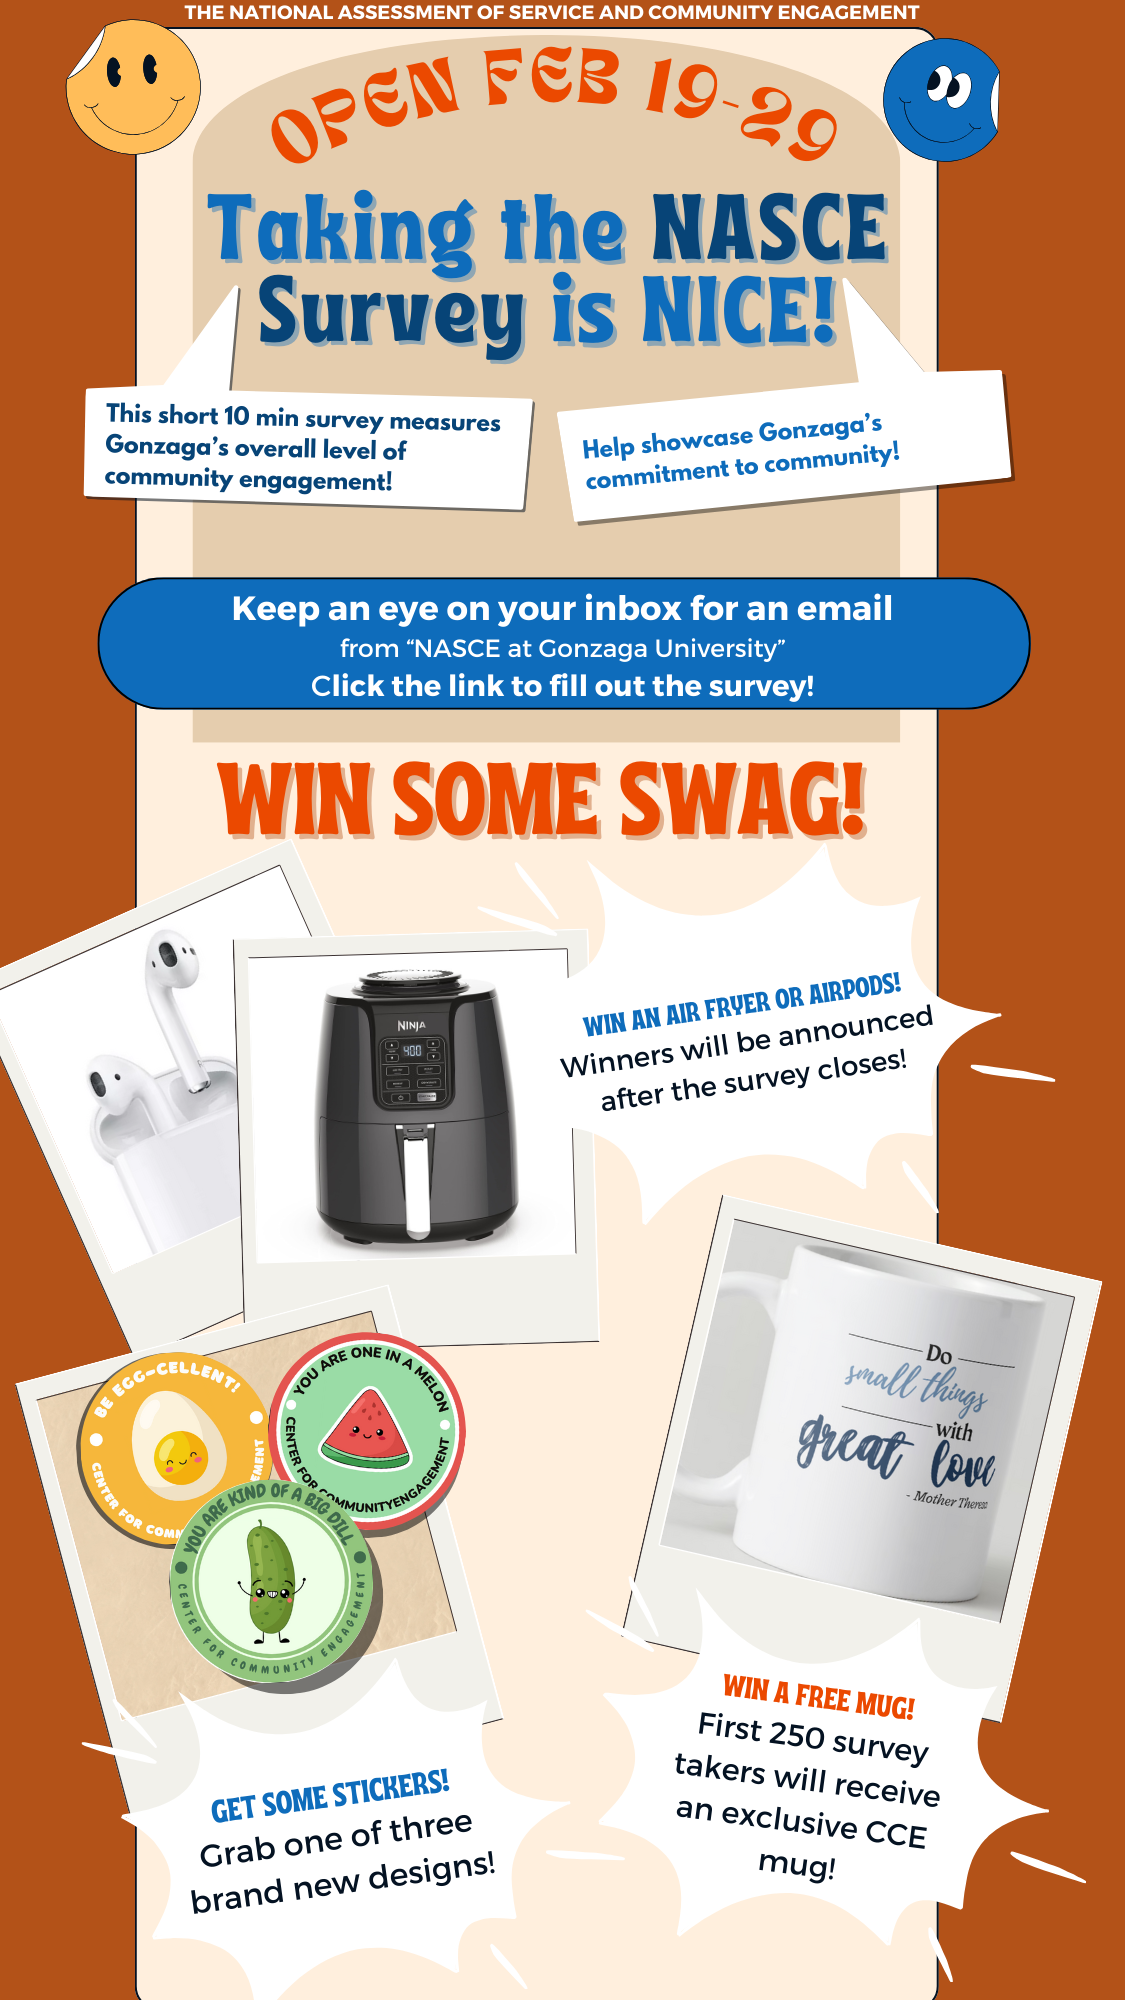 THE NATIONAL ASSESSMENT OF SERVICE AND COMMUNITY ENGAGEMENT
OPEN FEB 19-29
Taking the NASCE
Survey is NICE!
This short 10 min survey measures
Gonzaga's overall level of
community engagement!
Help showcase Gonzaga's
commitment to community!
Keep an eye on your inbox for an email
from “NASCE at Gonzaga University”
Click the link to fill out the survey!
WIN SOME SWAG!
NINJA
400
WIN AN AIR FRYER OR AIRPODS!
Winners will be announced
after the survey closes!
BE EGG-CELLENT!
CENTER FOR COMM
EMENT
YOU ARE ONE IN A MELON
CENTER FOR COMMUNITYENGAGEMENT
YOU ARE KIND OF A BIG DILL
CENTER FOR COMMUNITY ENGAGEMENT
Do
small things
with
great love
- Mother Theresa
GET SOME STICKERS!
Grab one of three
brand new designs!
WIN A FREE MUG!
First 250 survey
takers will receive
an exclusive CCE
mug!